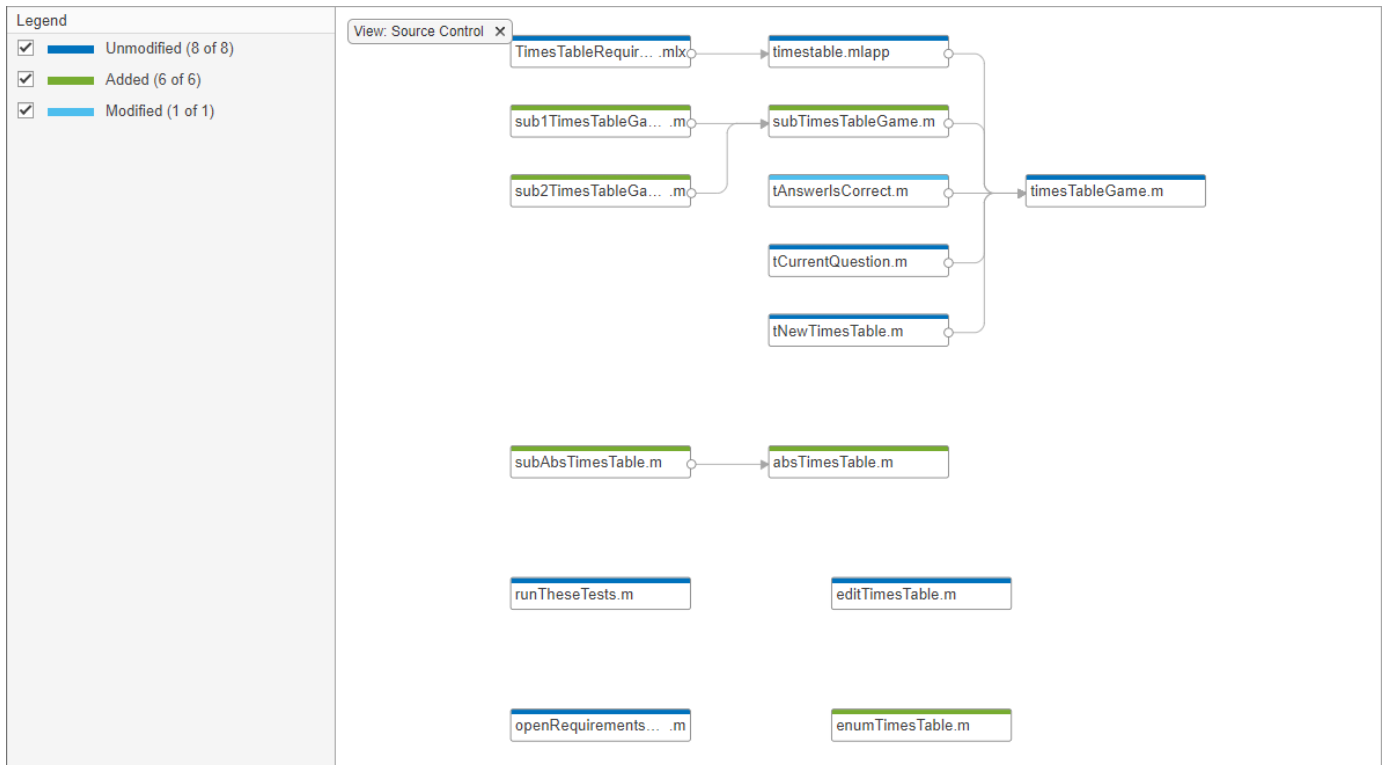 Legend
Unmodified (8 of 8)
Added (6 of 6)
Modified (1 of 1)
View: Source Control ✕
TimesTableRequir... .mlx
timestable.mlapp
sub1TimesTableGa... .m
subTimesTableGame.m
sub2TimesTableGa... .m
tAnswerIsCorrect.m
timesTableGame.m
tCurrentQuestion.m
tNewTimesTable.m
subAbsTimesTable.m
absTimesTable.m
runTheseTests.m
editTimesTable.m
openRequirements... .m
enumTimesTable.m